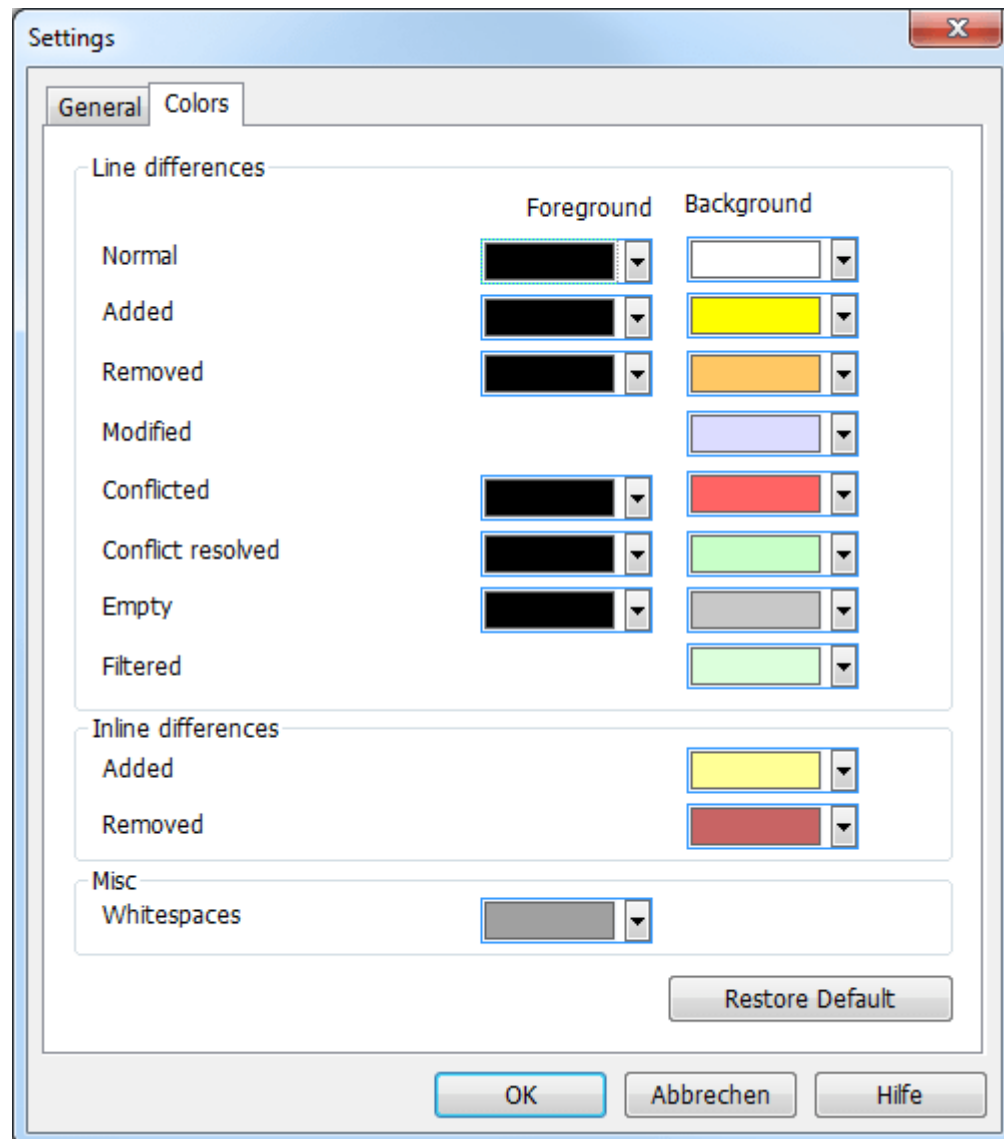 Settings
General Colors
Line differences
Foreground Background
Normal
Added
Removed
Modified
Conflicted
Conflict resolved
Empty
Filtered
Inline differences
Added
Removed
Misc
Whitespaces
Restore Default
OK Abbrechen Hilfe